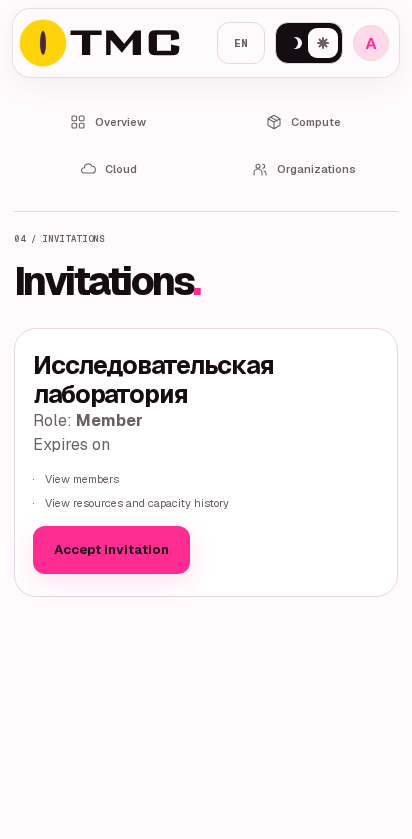 TMC
EN
A
Overview
Compute
Cloud
Organizations
04 / INVITATIONS
Invitations.
Исследовательская
лаборатория
Role: Member
Expires on
· View members
· View resources and capacity history
Accept invitation